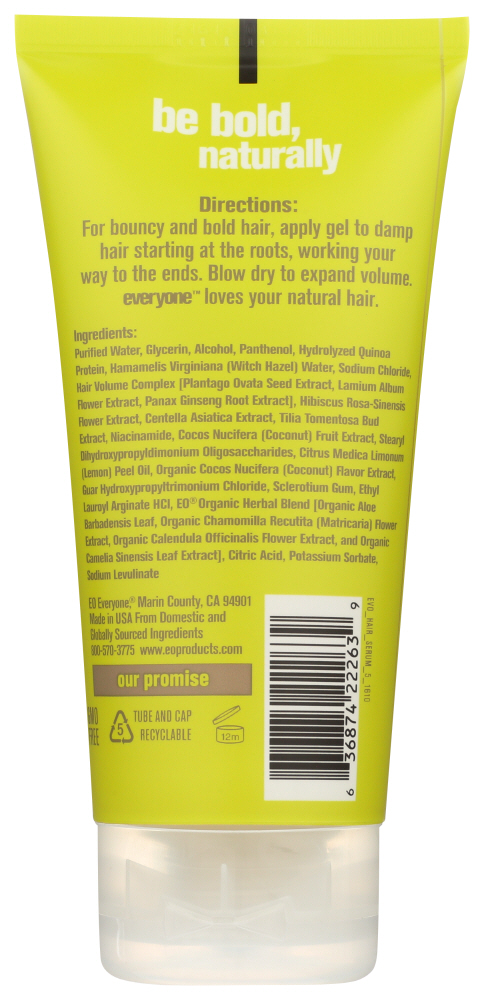 be bold,
naturally
Directions:
For bouncy and bold hair, apply gel to damp
hair starting at the roots, working your
way to the ends. Blow dry to expand volume.
everyone™ loves your natural hair.
Ingredients:
Purified Water, Glycerin, Alcohol, Panthenol, Hydrolyzed Quinoa
Protein, Hamamelis Virginiana (Witch Hazel) Water, Sodium Chloride,
Hair Volume Complex [Plantago Ovata Seed Extract, Lamium Album
Flower Extract, Panax Ginseng Root Extract], Hibiscus Rosa-Sinensis
Flower Extract, Centella Asiatica Extract, Tilia Tomentosa Bud
Extract, Niacinamide, Cocos Nucifera (Coconut) Fruit Extract, Stearyl
Dihydroxypropyldimonium Oligosaccharides, Citrus Medica Limonum
(Lemon) Peel Oil, Organic Cocos Nucifera (Coconut) Flavor Extract,
Guar Hydroxypropyltrimonium Chloride, Sclerotium Gum, Ethyl
Lauroyl Arginate HCl, EO® Organic Herbal Blend [Organic Aloe
Barbadensis Leaf, Organic Chamomilla Recutita (Matricaria) Flower
Extract, Organic Calendula Officinalis Flower Extract, and Organic
Camelia Sinensis Leaf Extract], Citric Acid, Potassium Sorbate,
Sodium Levulinate
EO Everyone,® Marin County, CA 94901
Made in USA From Domestic and
Globally Sourced Ingredients
800-570-3775 www.eoproducts.com
our promise
GMO
FREE
5
TUBE AND CAP
RECYCLABLE
12m
6 36874 22263 9
EVO_HAIR_SERUM_5_1610